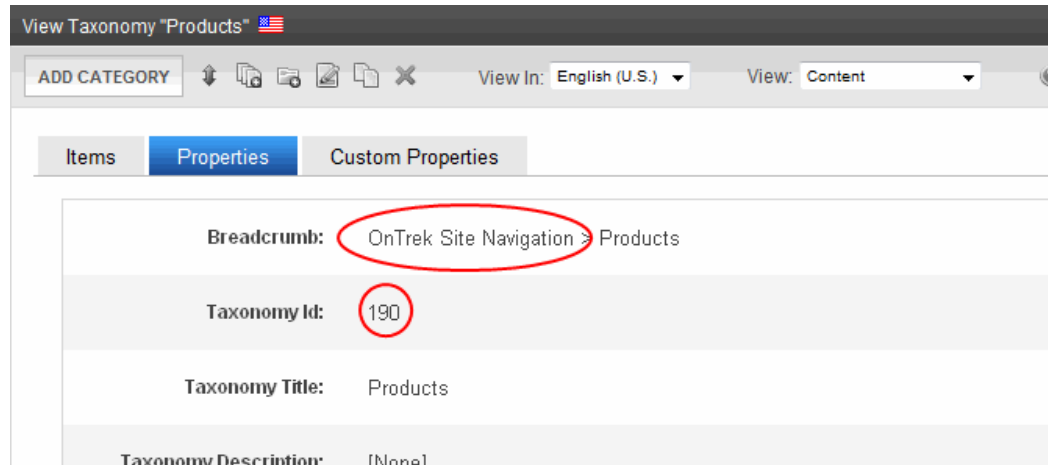 View Taxonomy "Products"
ADD CATEGORY View In: English (U.S.) View: Content
Items Properties Custom Properties
Breadcrumb: OnTrek Site Navigation > Products
Taxonomy Id: 190
Taxonomy Title: Products
Taxonomy Description: [None]